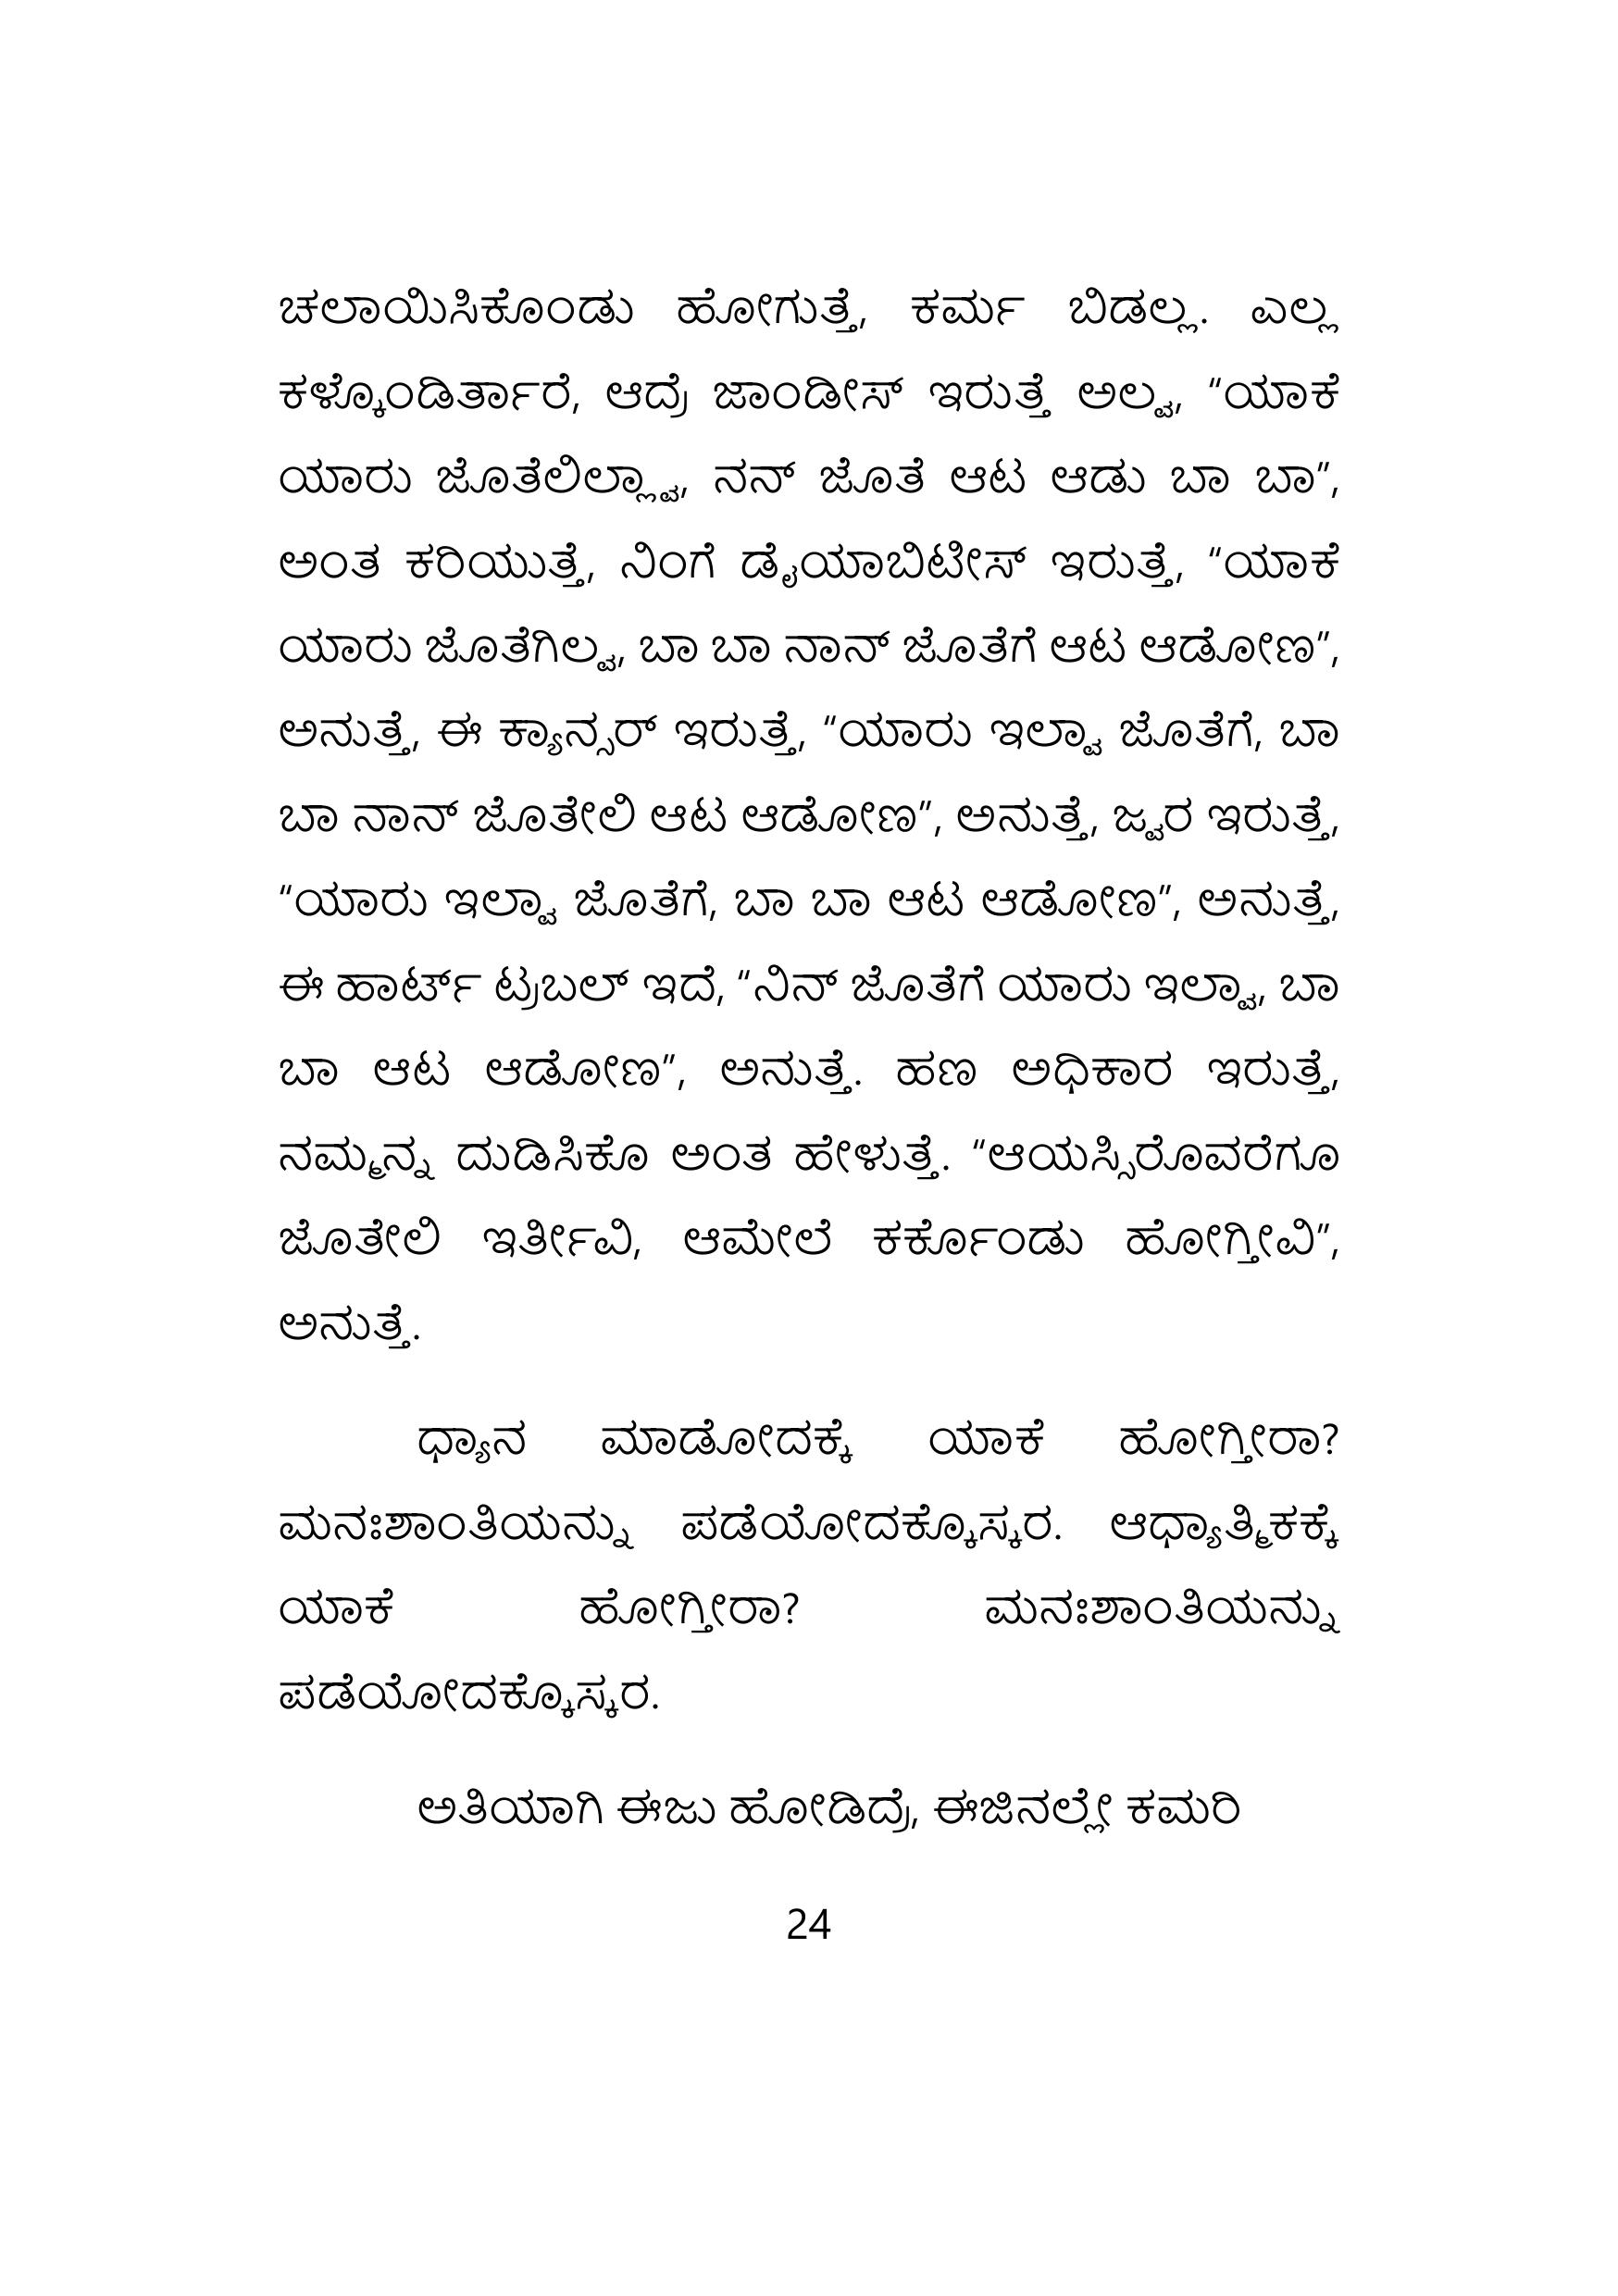 ಚಲಾಯಿಸಿಕೊಂಡು ಹೋಗುತ್ತೆ, ಕರ್ಮ ಬಿಡಲ್ಲ. ಎಲ್ಲ
ಕಳ್ಕೊಂಡಿರ್ತಾರೆ, ಆದ್ರೆ ಜಾಂಡೀಸ್ ಇರುತ್ತೆ ಅಲ್ವ, “ಯಾಕೆ
ಯಾರು ಜೊತೆಲಿಲ್ಲ್ವಾ, ನನ್ ಜೊತೆ ಆಟ ಆಡು ಬಾ ಬಾ”,
ಅಂತ ಕರಿಯುತ್ತೆ, ನಿಂಗೆ ಡೈಯಾಬಿಟೀಸ್ ಇರುತ್ತೆ, “ಯಾಕೆ
ಯಾರು ಜೊತೆಗಿಲ್ವ, ಬಾ ಬಾ ನಾನ್ ಜೊತೆಗೆ ಆಟ ಆಡೋಣ”,
ಅನುತ್ತೆ, ಈ ಕ್ಯಾನ್ಸರ್ ಇರುತ್ತೆ, “ಯಾರು ಇಲ್ವಾ ಜೊತೆಗೆ, ಬಾ
ಬಾ ನಾನ್ ಜೊತೇಲಿ ಆಟ ಆಡೋಣ”, ಅನುತ್ತೆ, ಜ್ವರ ಇರುತ್ತೆ,
“ಯಾರು ಇಲ್ವಾ ಜೊತೆಗೆ, ಬಾ ಬಾ ಆಟ ಆಡೋಣ”, ಅನುತ್ತೆ,
ಈ ಹಾರ್ಟ್ ಟ್ರಬಲ್ ಇದೆ, “ನಿನ್ ಜೊತೆಗೆ ಯಾರು ಇಲ್ವಾ, ಬಾ
ಬಾ ಆಟ ಆಡೋಣ”, ಅನುತ್ತೆ. ಹಣ ಅಧಿಕಾರ ಇರುತ್ತೆ,
ನಮ್ಮನ್ನ ದುಡಿಸಿಕೊ ಅಂತ ಹೇಳುತ್ತೆ. “ಆಯಸ್ಸಿರೊವರೆಗೂ
ಜೊತೇಲಿ ಇರ್ತೀವಿ, ಆಮೇಲೆ ಕರ್ಕೊಂಡು ಹೋಗ್ತೀವಿ”,
ಅನುತ್ತೆ.
ಧ್ಯಾನ ಮಾಡೋದಕ್ಕೆ ಯಾಕೆ ಹೋಗ್ತೀರಾ?
ಮನಃಶಾಂತಿಯನ್ನು ಪಡೆಯೋದಕ್ಕೊಸ್ಕರ. ಆಧ್ಯಾತ್ಮಿಕಕ್ಕೆ
ಯಾಕೆ ಹೋಗ್ತೀರಾ? ಮನಃಶಾಂತಿಯನ್ನು
ಪಡೆಯೋದಕ್ಕೊಸ್ಕರ.
ಅತಿಯಾಗಿ ಈಜು ಹೋಡಿದ್ರೆ, ಈಜಿನಲ್ಲೇ ಕಮರಿ
24